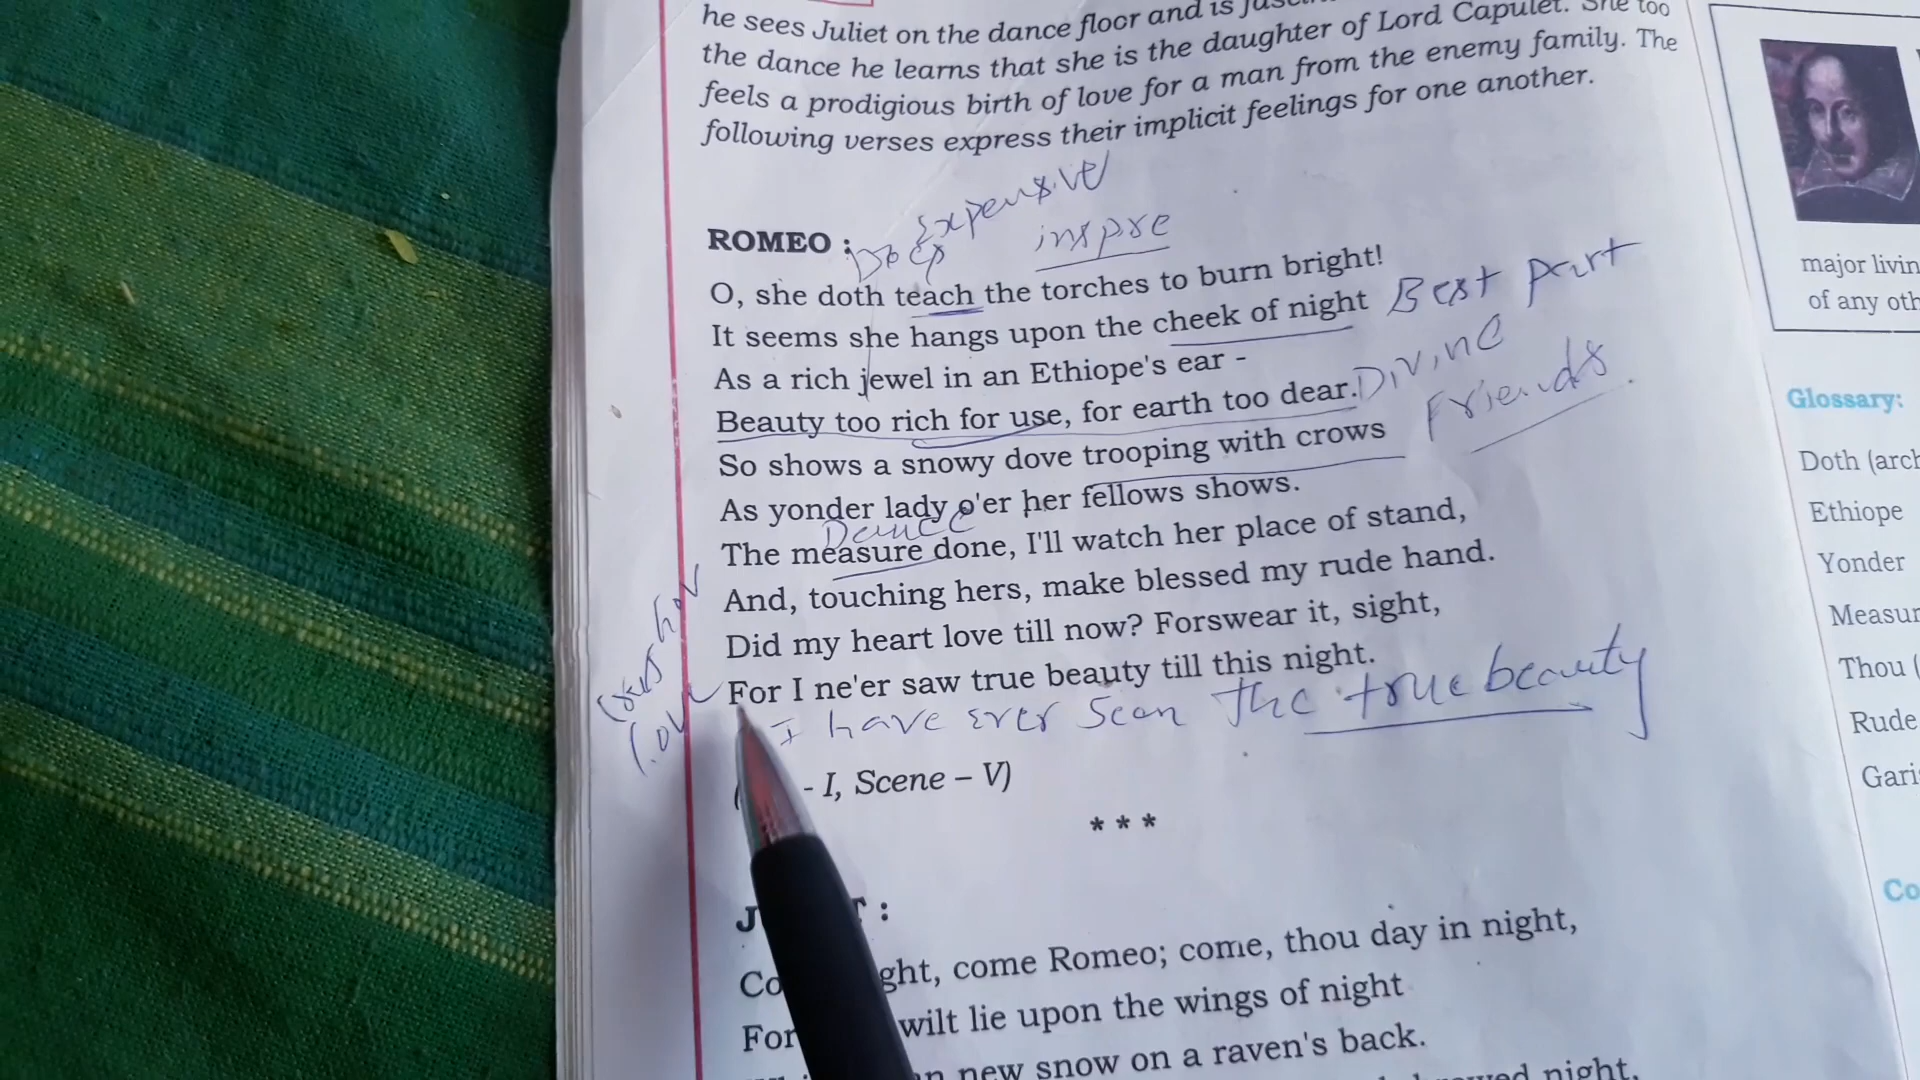 he sees Juliet on the dance floor and is
the dance he learns that she is the daughter of Lord Capulet. She too
feels a prodigious birth of love for a man from the enemy family. The
following verses express their implicit feelings for one another.
Expensive
inspre
ROMEO :
O, she doth teach the torches to burn bright!
It seems she hangs upon the cheek of night Best part
As a rich jewel in an Ethiope's ear -
Beauty too rich for use, for earth too dear. Divine
Friends
So shows a snowy dove trooping with crows
As yonder lady o'er her fellows shows.
Dance
The measure done, I'll watch her place of stand,
And, touching hers, make blessed my rude hand.
Did my heart love till now? Forswear it, sight,
For I ne'er saw true beauty till this night.
I have ever seen the true beauty
Love
- I, Scene – V)
* * *
:
come Romeo; come, thou day in night,
For wilt lie upon the wings of night
new snow on a raven's back.
night,
major livin
of any oth
Glossary:
Doth (arch
Ethiope
Yonder
Measur
Thou (
Rude
Gari
Co